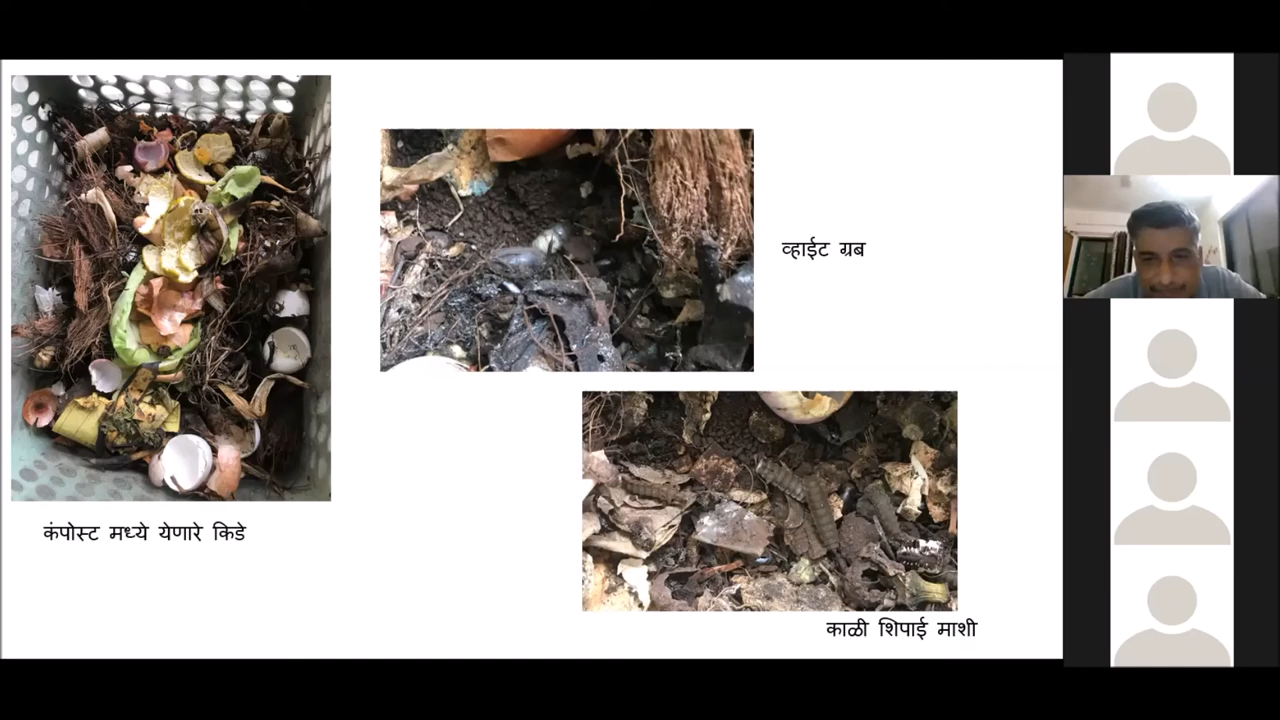 व्हाईट ग्रब
कंपोस्ट मध्ये येणारे किडे
काळी शिपाई माशी